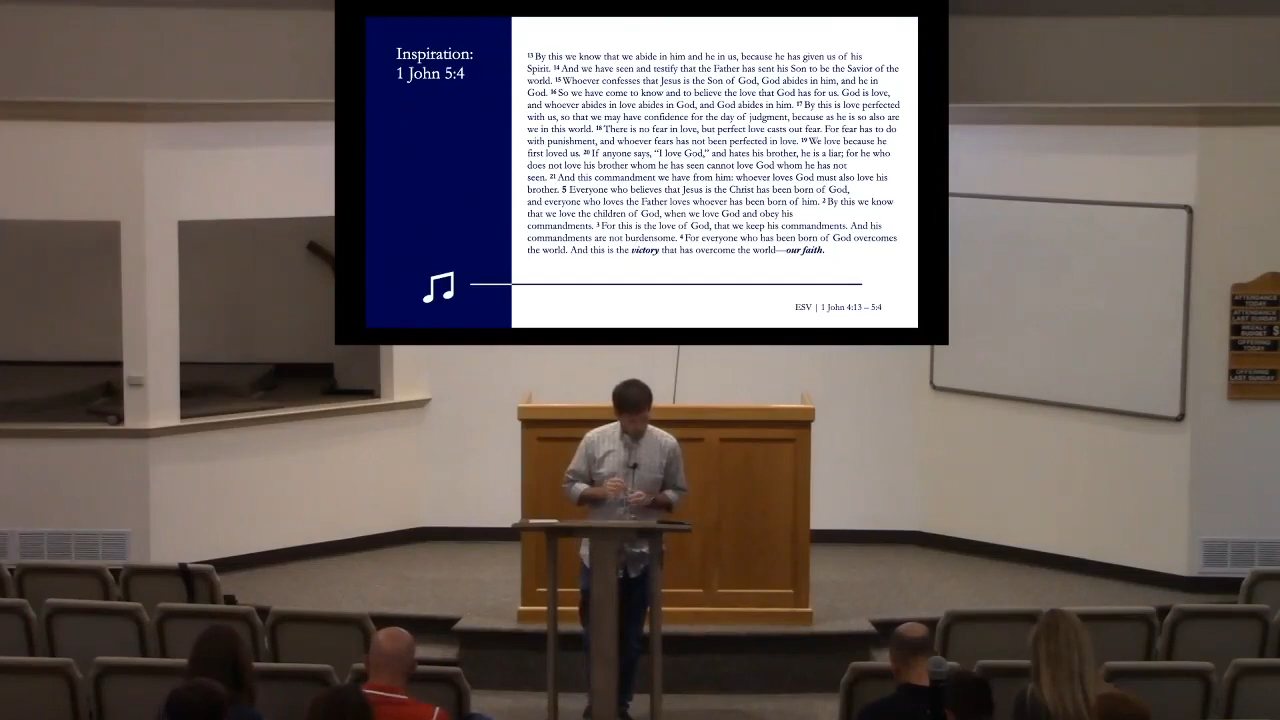 Inspiration:
1 John 5:4
13 By this we know that we abide in him and he in us, because he has given us of his
Spirit. 14 And we have seen and testify that the Father has sent his Son to be the Savior of the
world. 15 Whoever confesses that Jesus is the Son of God, God abides in him, and he in
God. 16 So we have come to know and to believe the love that God has for us. God is love,
and whoever abides in love abides in God, and God abides in him. 17 By this is love perfected
with us, so that we may have confidence for the day of judgment, because as he is so also are
we in this world. 18 There is no fear in love, but perfect love casts out fear. For fear has to do
with punishment, and whoever fears has not been perfected in love. 19 We love because he
first loved us. 20 If anyone says, “I love God,” and hates his brother, he is a liar; for he who
does not love his brother whom he has seen cannot love God whom he has not
seen. 21 And this commandment we have from him: whoever loves God must also love his
brother. 5 Everyone who believes that Jesus is the Christ has been born of God,
and everyone who loves the Father loves whoever has been born of him. 2 By this we know
that we love the children of God, when we love God and obey his
commandments. 3 For this is the love of God, that we keep his commandments. And his
commandments are not burdensome. 4 For everyone who has been born of God overcomes
the world. And this is the victory that has overcome the world—our faith.
ESV | 1 John 4:13 – 5:4
ATTENDANCE
TODAY
ATTENDANCE
LAST SUNDAY
WEEKLY
BUDGET $
OFFERING
TODAY
OFFERING
LAST SUNDAY